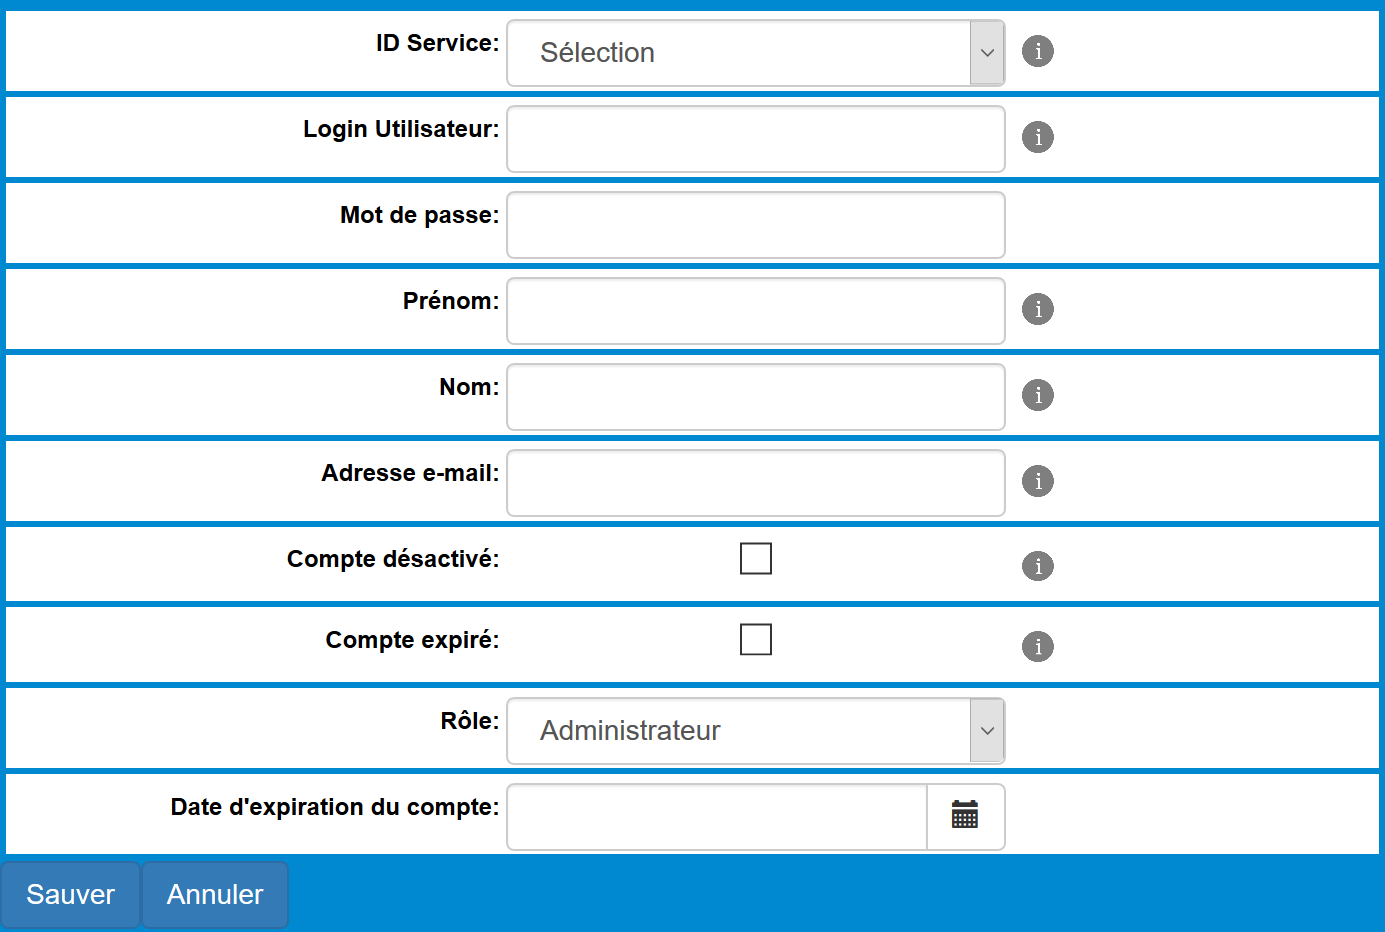 ID Service: Sélection
Login Utilisateur:
Mot de passe:
Prénom:
Nom:
Adresse e-mail:
Compte désactivé:
Compte expiré:
Rôle: Administrateur
Date d'expiration du compte:
Sauver Annuler